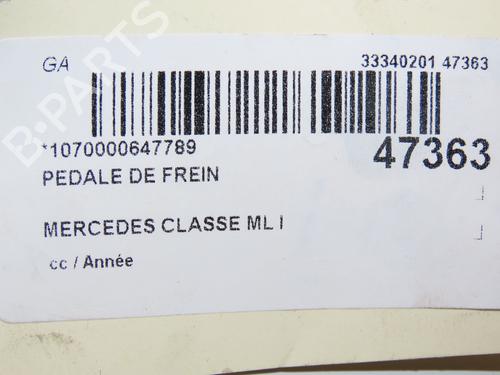 GA 33340201 47363
*1070000647789 47363
PEDALE DE FREIN
MERCEDES CLASSE ML I
cc / Année
B-PARTS